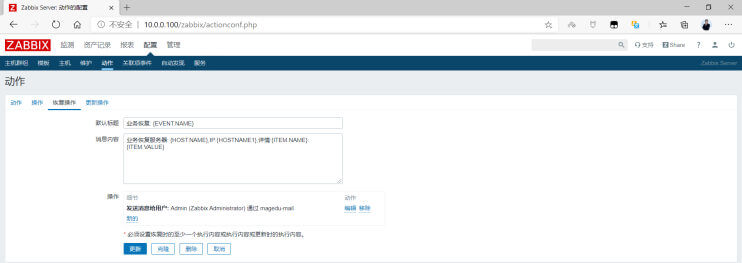 Zabbix Server: 动作的配置
不安全 | 10.0.0.100/zabbix/actionconf.php
ZABBIX 监测 资产记录 报表 配置 管理 支持 Share ?
主机群组 模板 主机 维护 动作 关联项事件 自动发现 服务 Zabbix Server
动作
动作 操作 恢复操作 更新操作
默认标题 业务恢复: {EVENT.NAME}
消息内容 业务恢复服务器: {HOST.NAME},IP:{HOSTNAME1},详情:{ITEM.NAME}:
{ITEM.VALUE}
操作 细节 动作
发送消息给用户: Admin (Zabbix Administrator) 通过 magedu-mail 编辑 移除
新的
* 必须设置恢复时的至少一个执行内容或执行内容或更新时的执行内容。
更新 克隆 删除 取消